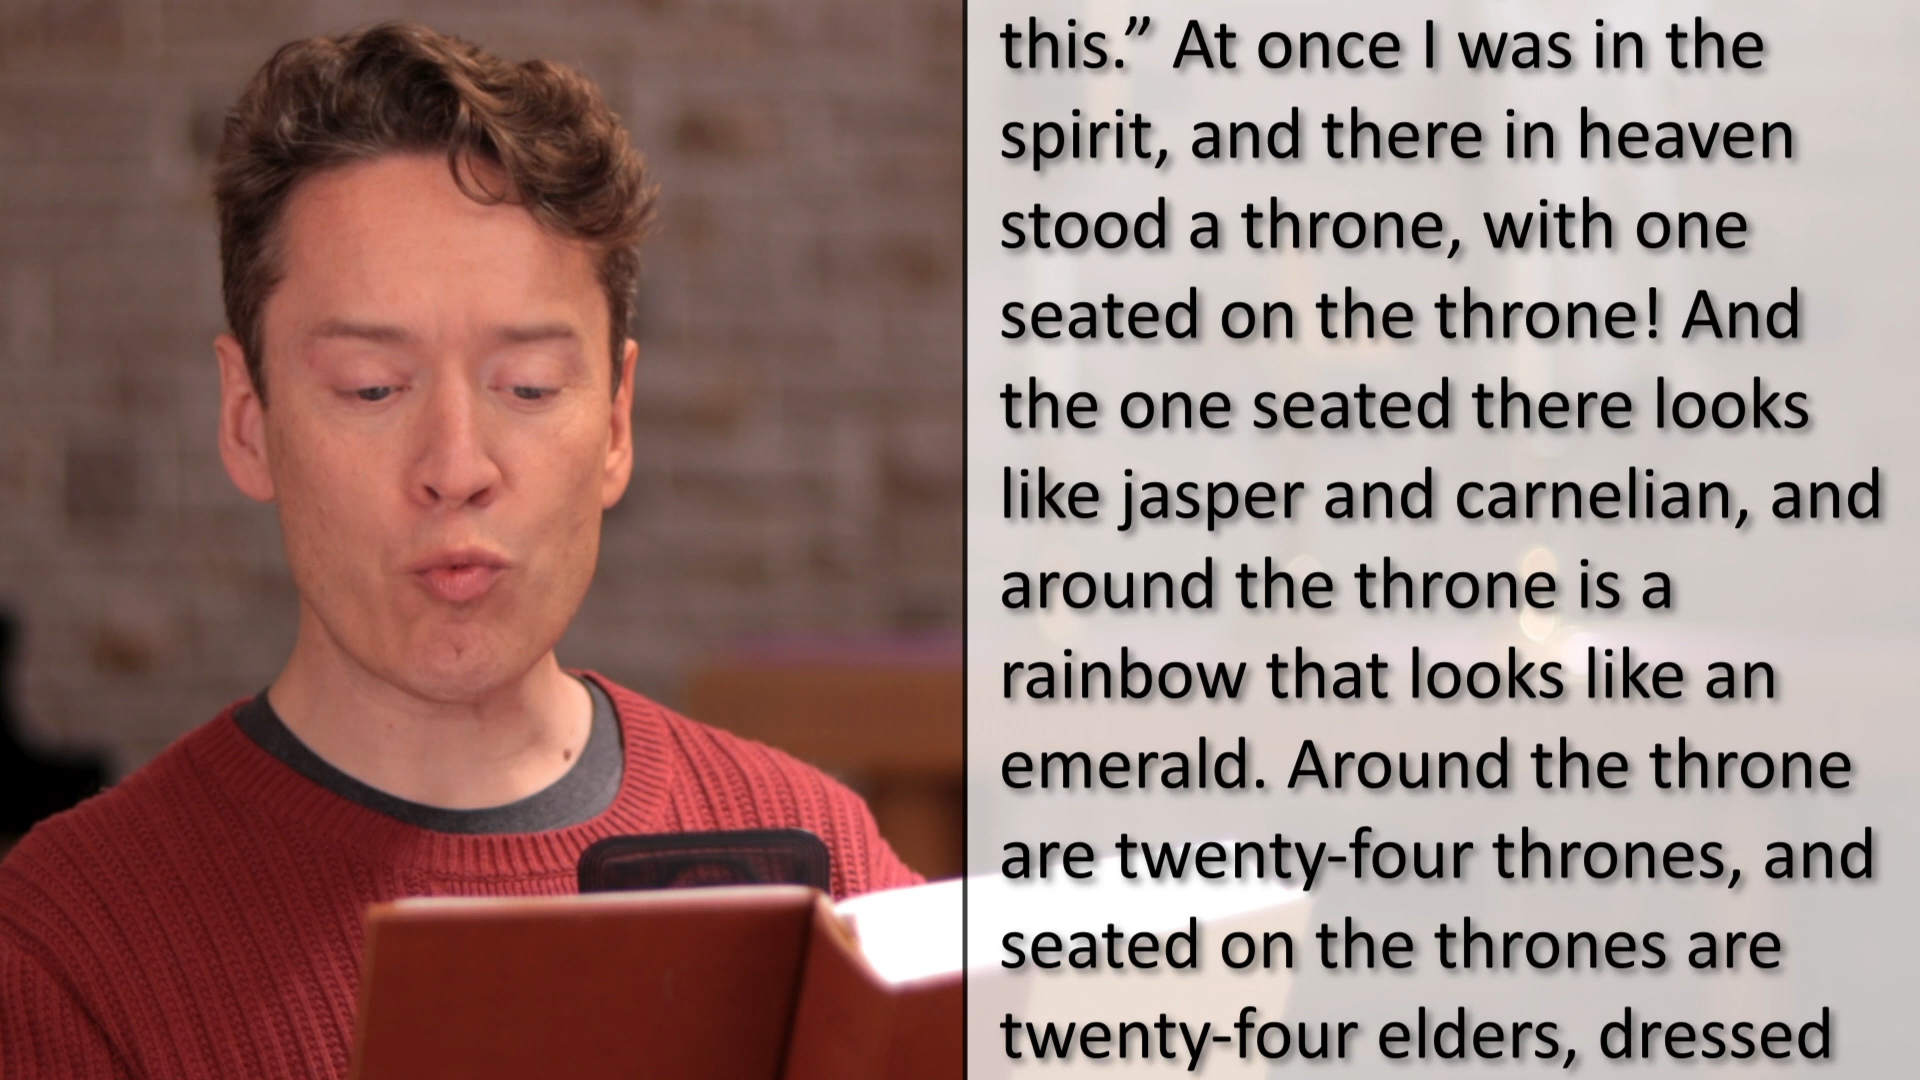 this.” At once I was in the
spirit, and there in heaven
stood a throne, with one
seated on the throne! And
the one seated there looks
like jasper and carnelian, and
around the throne is a
rainbow that looks like an
emerald. Around the throne
are twenty-four thrones, and
seated on the thrones are
twenty-four elders, dressed